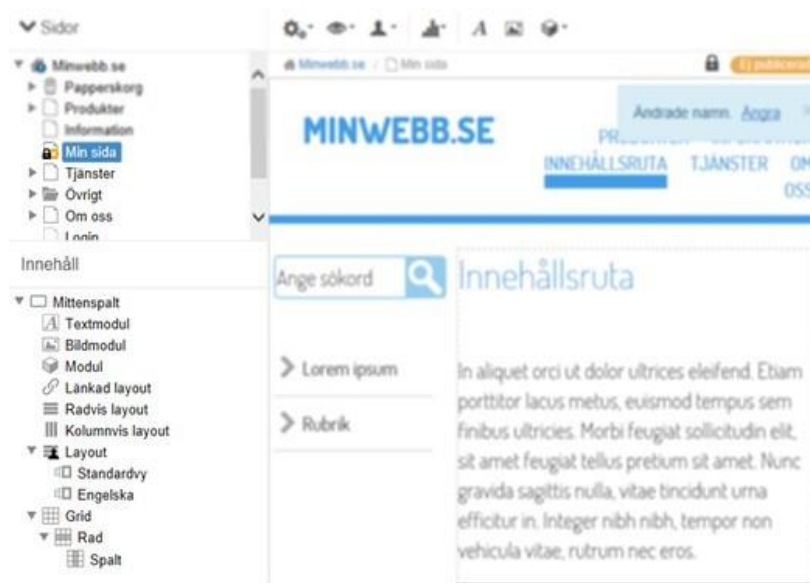 Sidor
Minwebb.se
Papperskorg
Produkter
Information
Min sida
Tjänster
Övrigt
Om oss
Login
Innehåll
Mittenspalt
Textmodul
Bildmodul
Modul
Länkad layout
Radvis layout
Kolumnvis layout
Layout
Standardvy
Engelska
Grid
Rad
Spalt
Minwebb.se / Min sida
Ej publicerad
Ändrade namn. Ångra
MINWEBB.SE
INNEHÅLLSRUTA TJÄNSTER OM
OSS
Ange sökord
Lorem ipsum
Rubrik
Innehållsruta
In aliquet orci ut dolor ultrices eleifend. Etiam
porttitor lacus metus, euismod tempus sem
finibus ultricies. Morbi feugiat sollicitudin elit,
sit amet feugiat tellus pretium sit amet. Nunc
gravida sagittis nulla, vitae tincidunt urna
efficitur in. Integer nibh nibh, tempor non
vehicula vitae, rutrum nec eros.